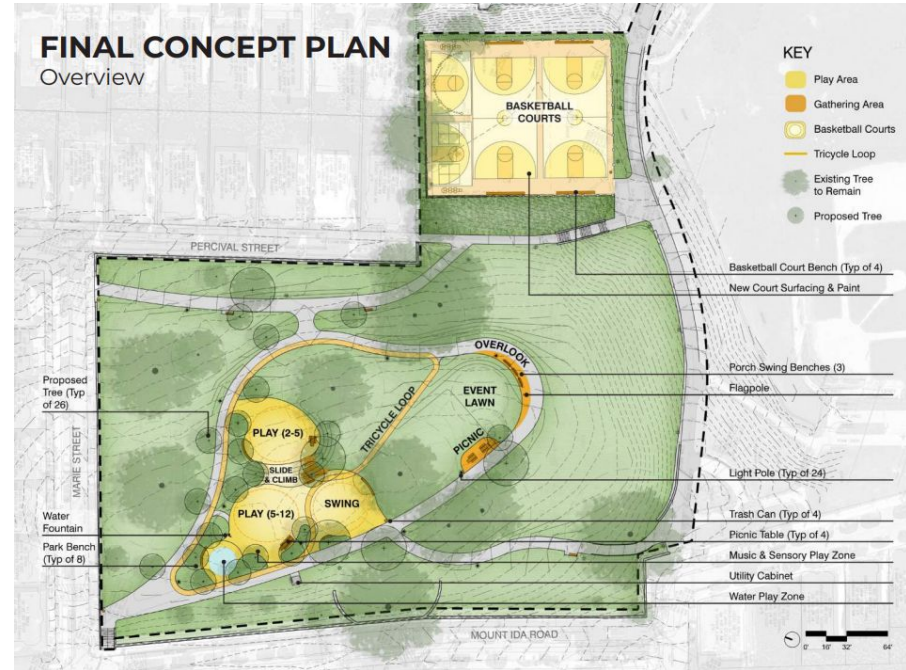 FINAL CONCEPT PLAN
Overview
KEY
Play Area
Gathering Area
Basketball Courts
Tricycle Loop
Existing Tree
to Remain
Proposed Tree
BASKETBALL
COURTS
PERCIVAL STREET
Basketball Court Bench (Typ of 4)
New Court Surfacing & Paint
OVERLOOK
Porch Swing Benches (3)
EVENT
LAWN
Flagpole
Proposed
Tree (Typ
of 26)
TRICYCLE LOOP
PLAY (2-5)
PICNIC
MARIE STREET
SLIDE
& CLIMB
Light Pole (Typ of 24)
SWING
PLAY (5-12)
Water
Fountain
Trash Can (Typ of 4)
Picnic Table (Typ of 4)
Park Bench
(Typ of 8)
Music & Sensory Play Zone
Utility Cabinet
Water Play Zone
MOUNT IDA ROAD
0' 16' 32' 64'